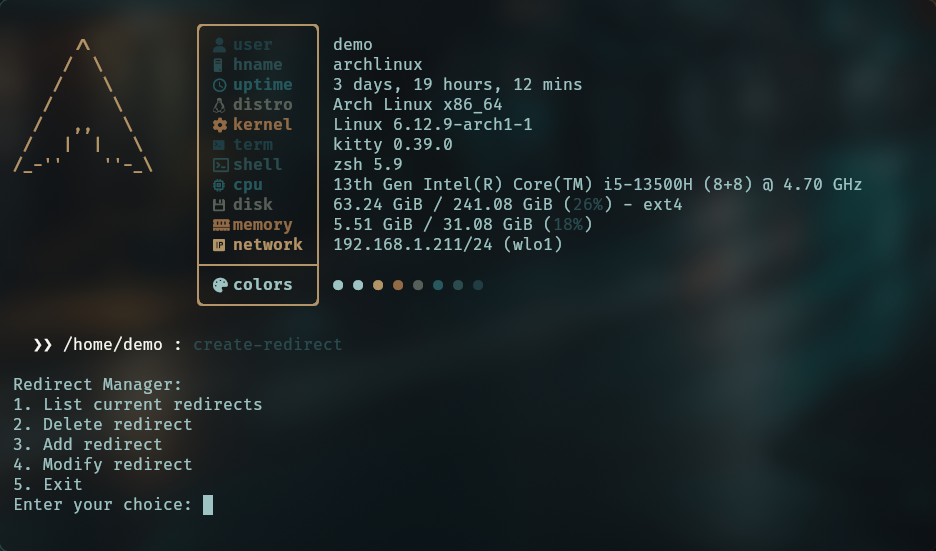 user demo
hname archlinux
uptime 3 days, 19 hours, 12 mins
distro Arch Linux x86_64
kernel Linux 6.12.9-arch1-1
term kitty 0.39.0
shell zsh 5.9
cpu 13th Gen Intel(R) Core(TM) i5-13500H (8+8) @ 4.70 GHz
disk 63.24 GiB / 241.08 GiB (26%) - ext4
memory 5.51 GiB / 31.08 GiB (18%)
network 192.168.1.211/24 (wlo1)
colors
❯❯ /home/demo : create-redirect
Redirect Manager:
1. List current redirects
2. Delete redirect
3. Add redirect
4. Modify redirect
5. Exit
Enter your choice: